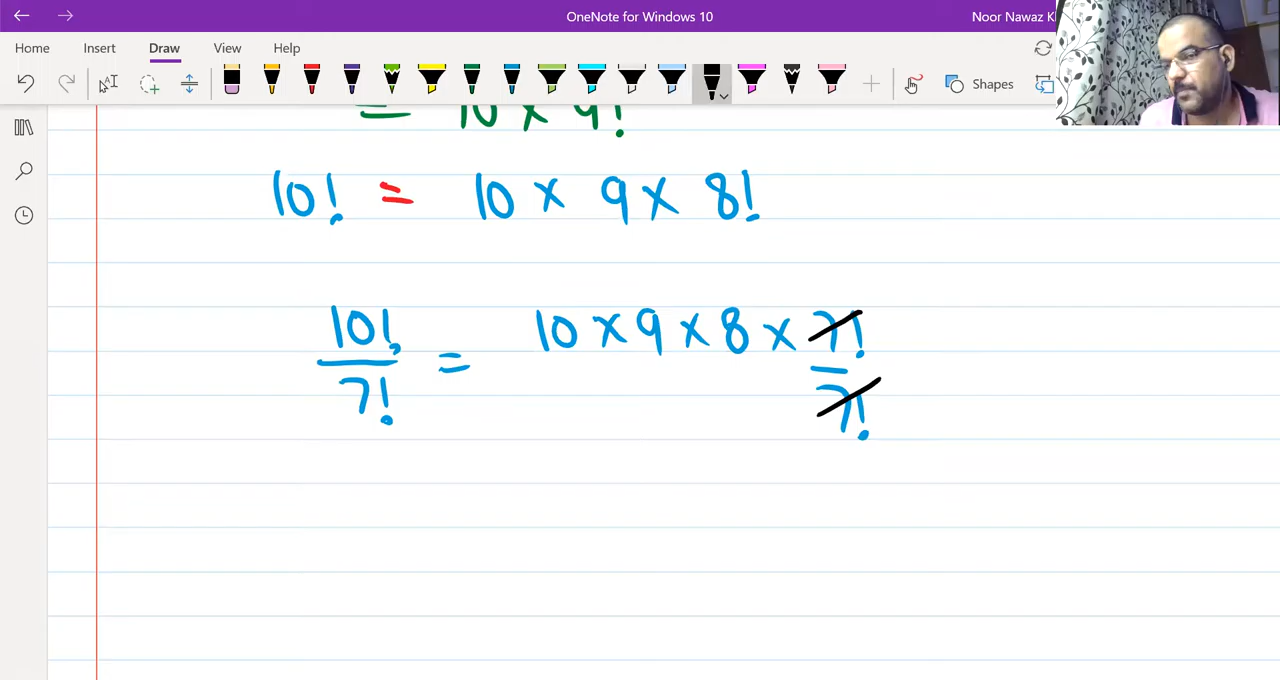 OneNote for Windows 10
Noor Nawaz K
Home Insert Draw View Help
Shapes
= 10 × 9!
10! = 10 × 9 × 8!
10! / 7! = 10 × 9 × 8 × 7! / 7!